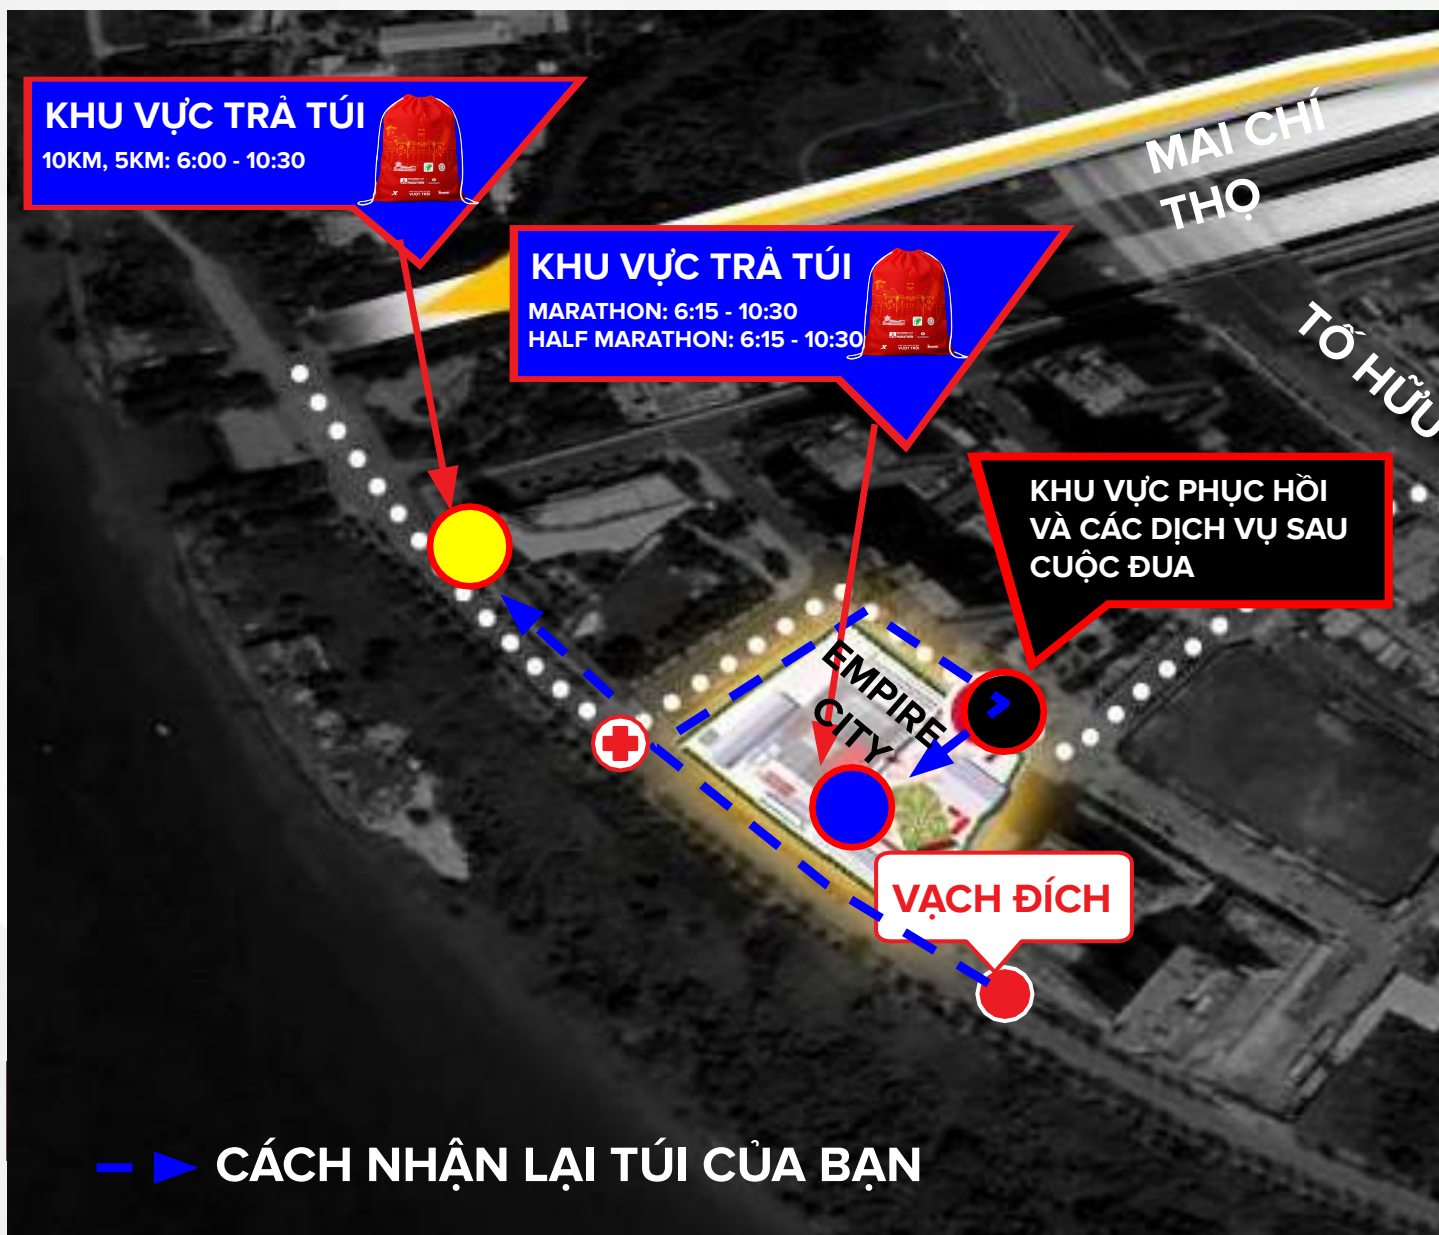 KHU VỰC TRẢ TÚI
10KM, 5KM: 6:00 - 10:30
MAI CHÍ
THỌ
KHU VỰC TRẢ TÚI
MARATHON: 6:15 - 10:30
HALF MARATHON: 6:15 - 10:30
TỐ HỮU
KHU VỰC PHỤC HỒI
VÀ CÁC DỊCH VỤ SAU
CUỘC ĐUA
EMPIRE
CITY
VẠCH ĐÍCH
CÁCH NHẬN LẠI TÚI CỦA BẠN